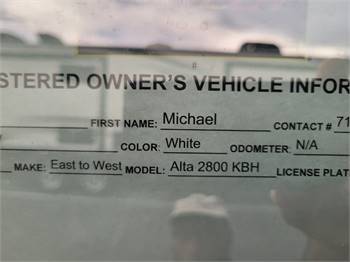 STERED OWNER'S VEHICLE INFOR
FIRST NAME: Michael CONTACT # 71
COLOR: White ODOMETER: N/A
MAKE: East to West MODEL: Alta 2800 KBH LICENSE PLAT